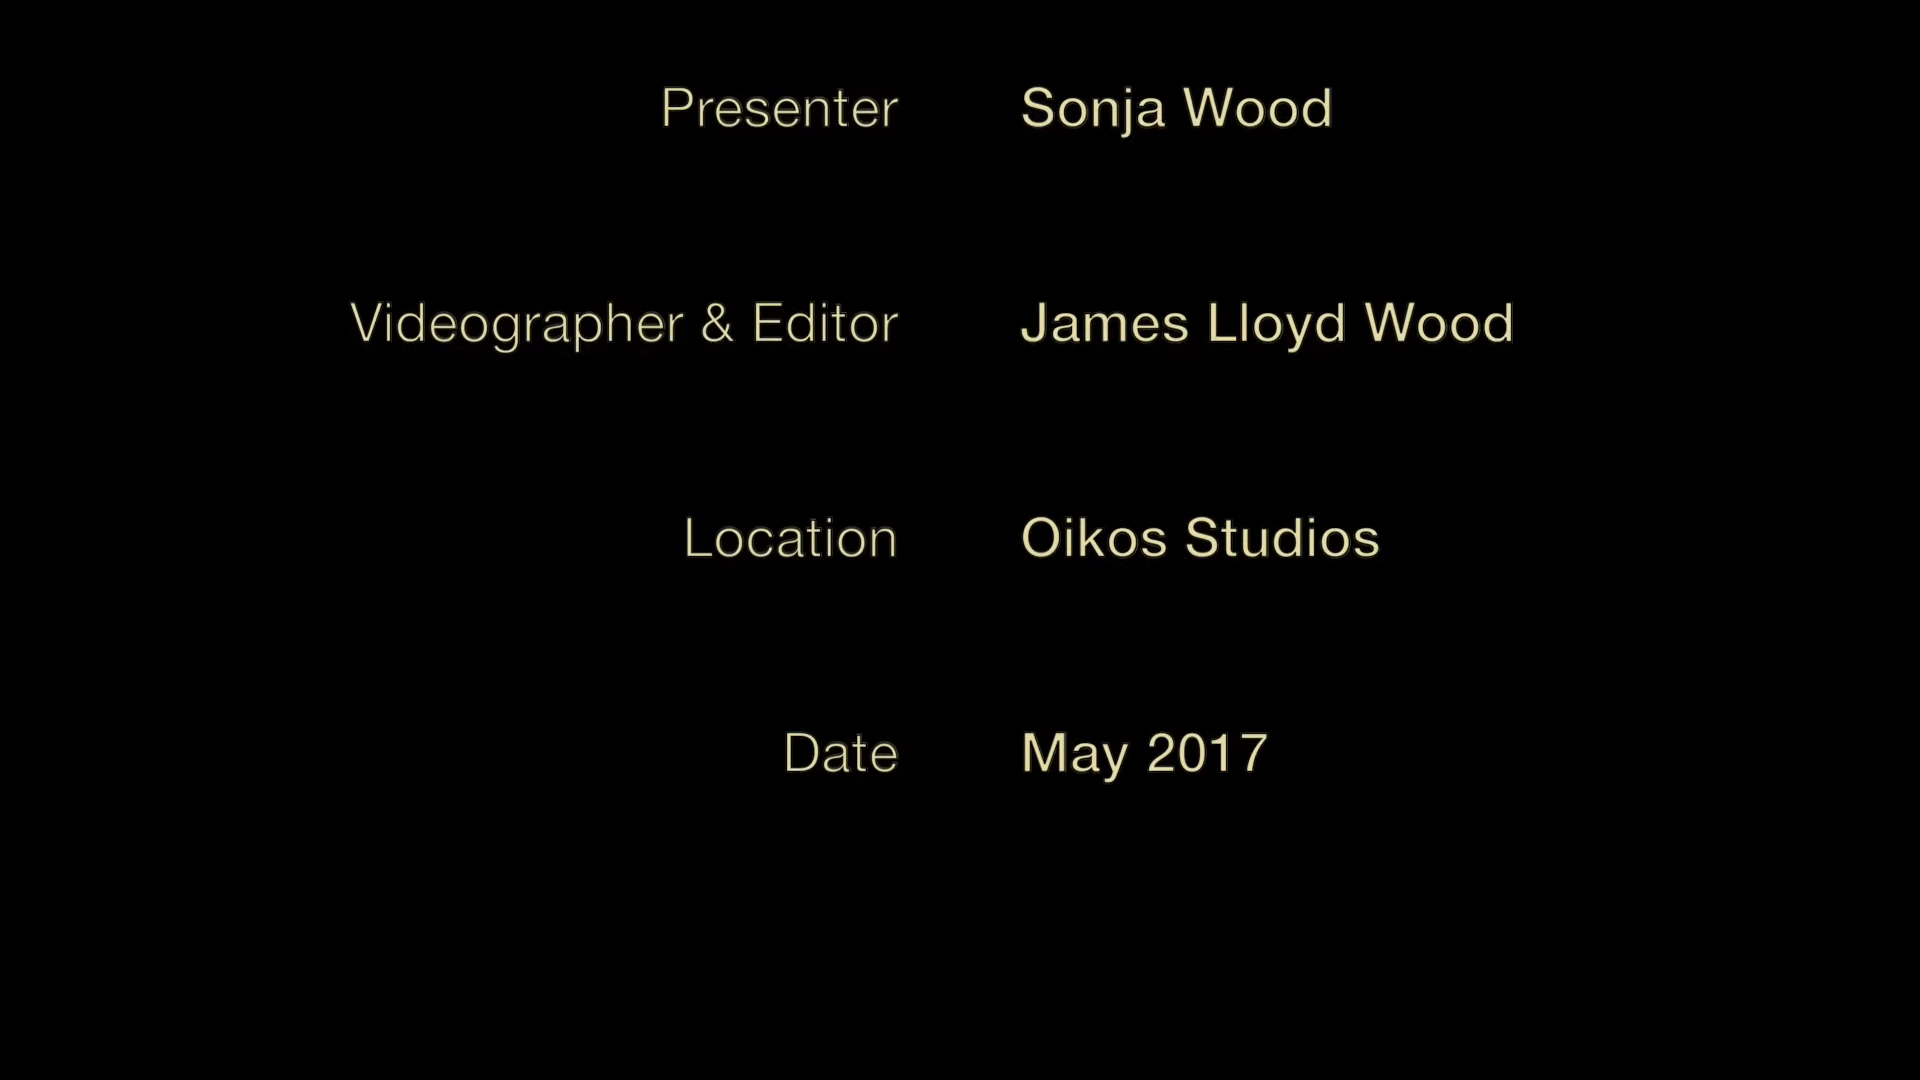 Presenter Sonja Wood
Videographer & Editor James Lloyd Wood
Location Oikos Studios
Date May 2017